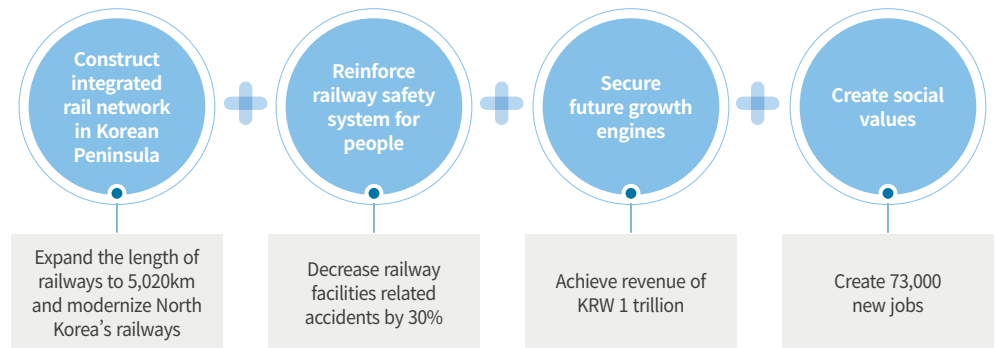 Construct
integrated
rail network
in Korean
Peninsula
Reinforce
railway safety
system for
people
Secure
future growth
engines
Create social
values
Expand the length of
railways to 5,020km
and modernize North
Korea’s railways
Decrease railway
facilities related
accidents by 30%
Achieve revenue of
KRW 1 trillion
Create 73,000
new jobs